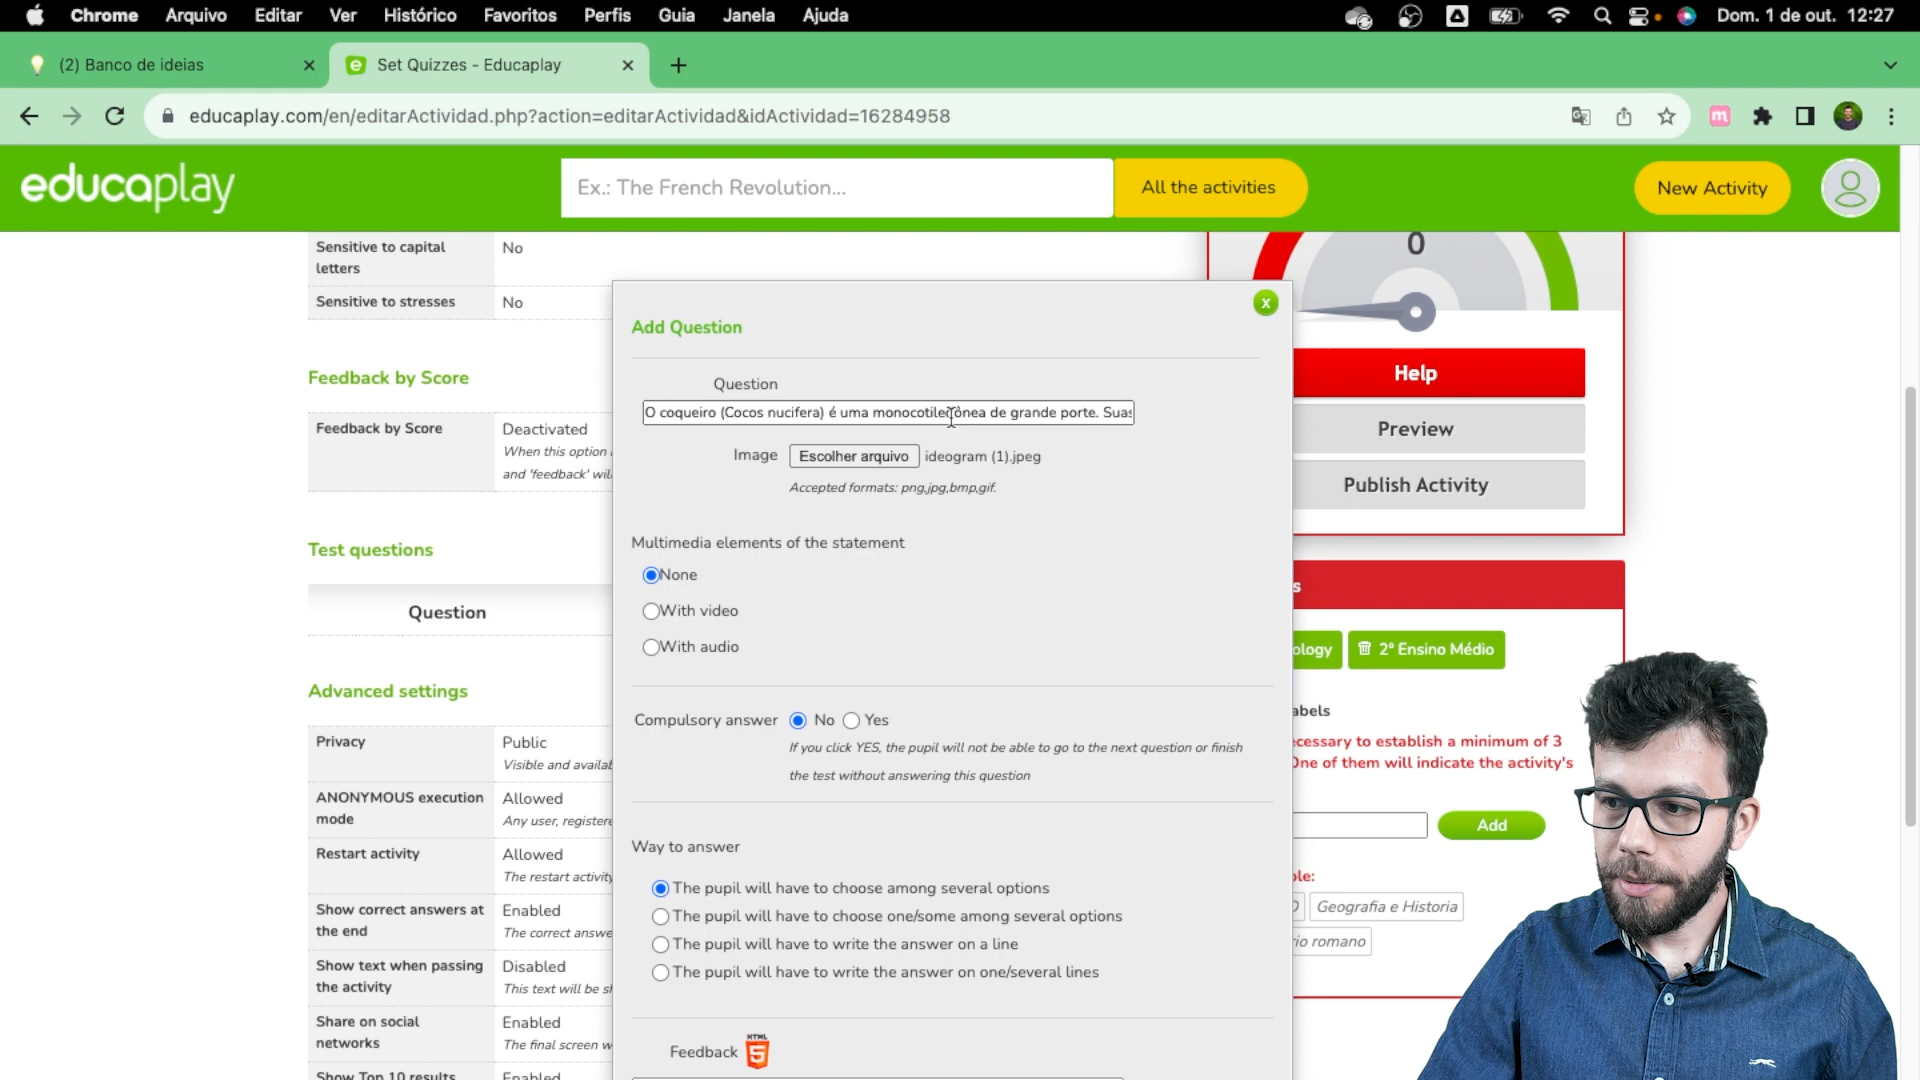 Chrome Arquivo Editar Ver Histórico Favoritos Perfis Guia Janela Ajuda Dom. 1 de out. 12:27
(2) Banco de ideias
Set Quizzes - Educaplay
educaplay.com/en/editarActividad.php?action=editarActividad&idActividad=16284958
educaplay
Ex.: The French Revolution...
All the activities
New Activity
Sensitive to capital
letters
No
Sensitive to stresses
No
Feedback by Score
Feedback by Score
Deactivated
When this option
and 'feedback' wil
Test questions
Question
Advanced settings
Privacy
Public
Visible and availab
ANONYMOUS execution
mode
Allowed
Any user, registere
Restart activity
Allowed
The restart activity
Show correct answers at
the end
Enabled
The correct answe
Show text when passing
the activity
Disabled
This text will be sh
Share on social
networks
Enabled
The final screen w
Show Top 10 results
Enabled
Add Question
x
Question
O coqueiro (Cocos nucifera) é uma monocotiledônea de grande porte. Suas
Image
Escolher arquivo
ideogram (1).jpeg
Accepted formats: png,jpg,bmp,gif.
Multimedia elements of the statement
None
With video
With audio
Compulsory answer
No
Yes
If you click YES, the pupil will not be able to go to the next question or finish
the test without answering this question
Way to answer
The pupil will have to choose among several options
The pupil will have to choose one/some among several options
The pupil will have to write the answer on a line
The pupil will have to write the answer on one/several lines
Feedback
HTML
5
0
Help
Preview
Publish Activity
s
ology
2º Ensino Médio
abels
ecessary to establish a minimum of 3
One of them will indicate the activity's
Add
ple:
Geografia e Historia
rio romano